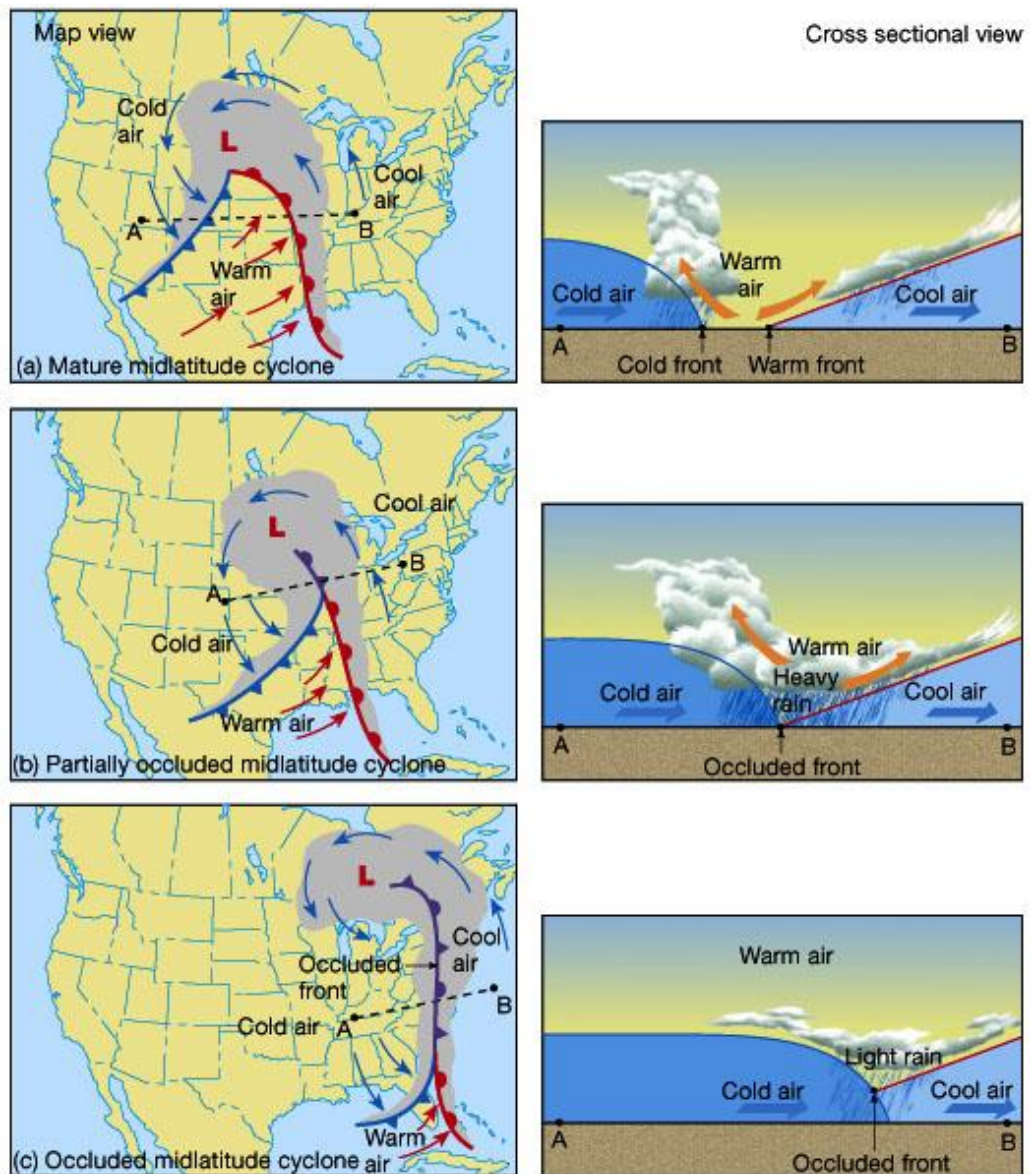 Map view
Cross sectional view
Cold
air
L
Cool
air
A
B
Warm
air
(a) Mature midlatitude cyclone
Warm
air
Cold air
Cool air
A
B
Cold front
Warm front
Cool air
L
B
A
Cold air
Warm air
(b) Partially occluded midlatitude cyclone
Warm air
Heavy
rain
Cold air
Cool air
A
B
Occluded front
L
Cool
air
Occluded
front
B
Cold air
A
Warm
air
(c) Occluded midlatitude cyclone
Warm air
Light rain
Cold air
Cool air
A
B
Occluded front